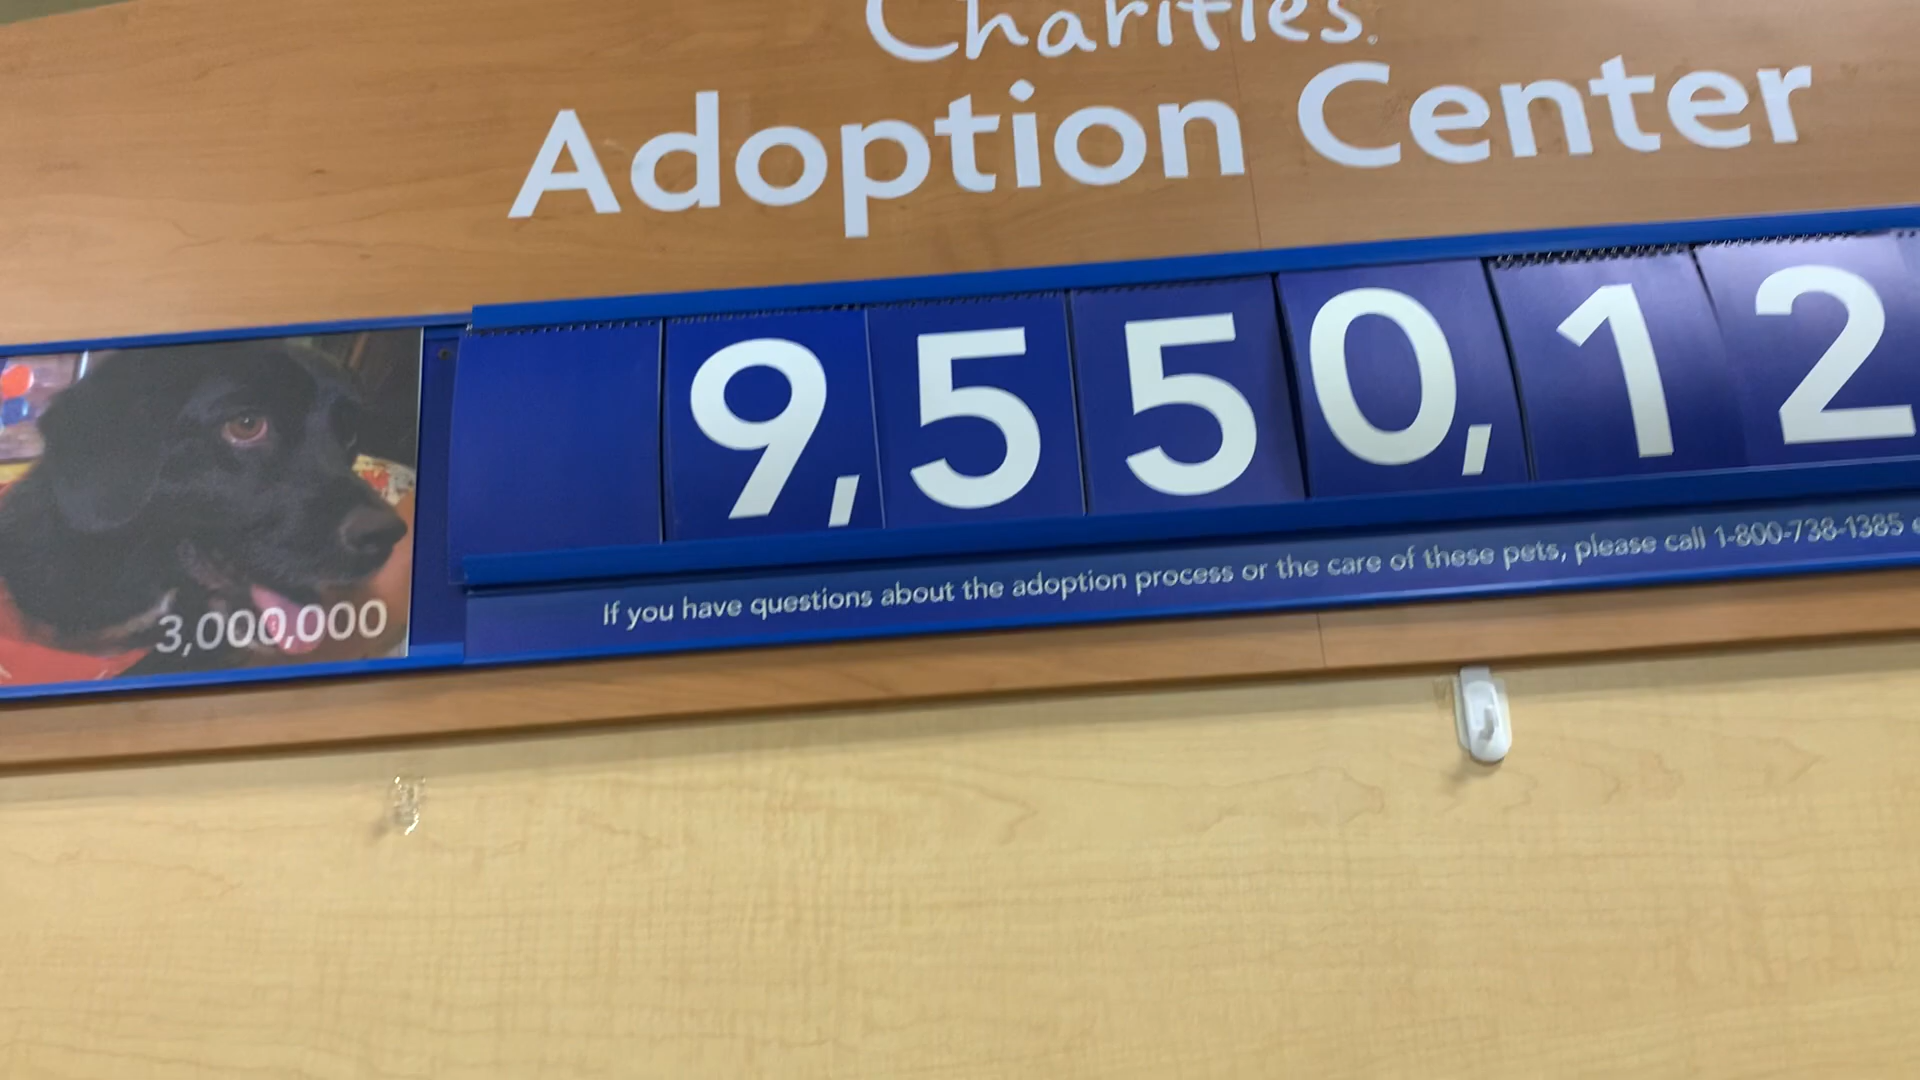 Charities.
Adoption Center
9,550,12
3,000,000
If you have questions about the adoption process or the care of these pets, please call 1-800-738-1385